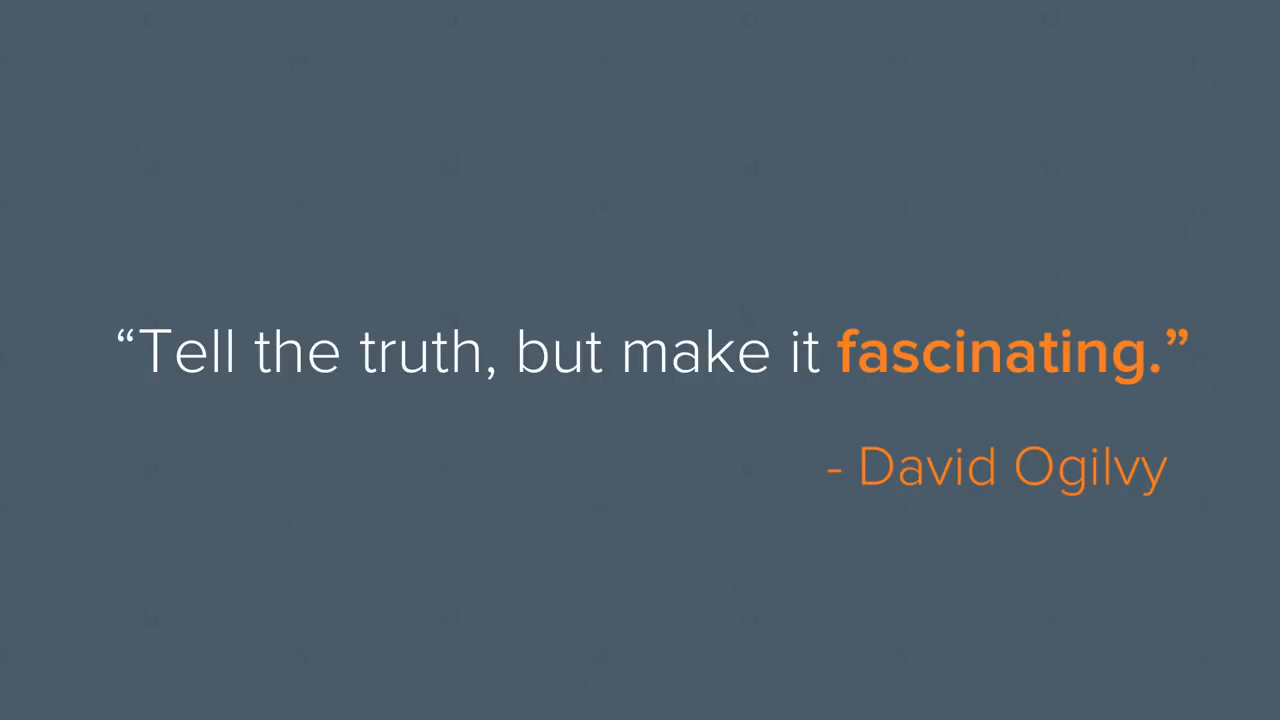 “Tell the truth, but make it fascinating.”
- David Ogilvy